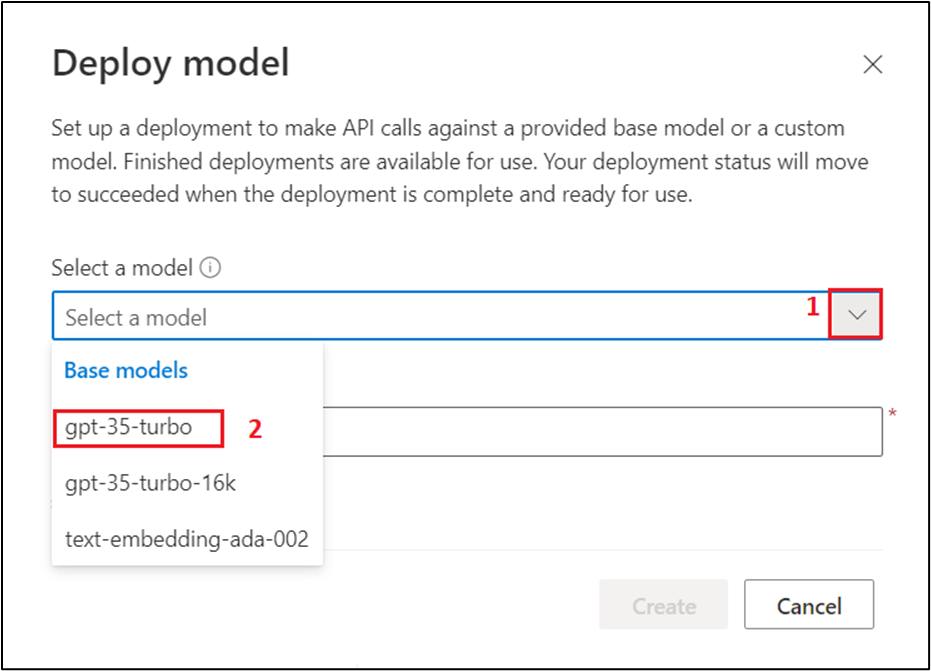 Deploy model
Set up a deployment to make API calls against a provided base model or a custom
model. Finished deployments are available for use. Your deployment status will move
to succeeded when the deployment is complete and ready for use.
Select a model
Select a model 1
Base models
gpt-35-turbo 2
*
gpt-35-turbo-16k
text-embedding-ada-002
Create Cancel